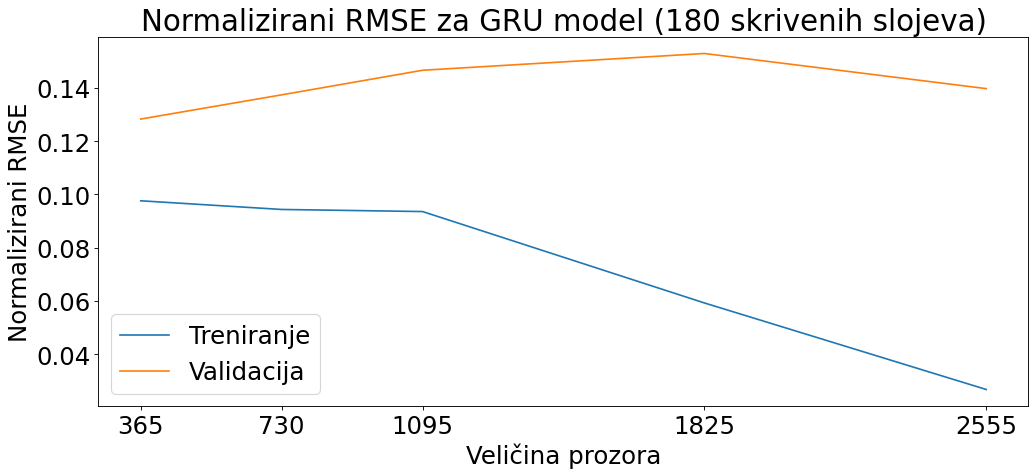 Normalizirani RMSE za GRU model (180 skrivenih slojeva)
Normalizirani RMSE
0.14
0.12
0.10
0.08
0.06
0.04
Treniranje
Validacija
365 730 1095 1825 2555
Veličina prozora